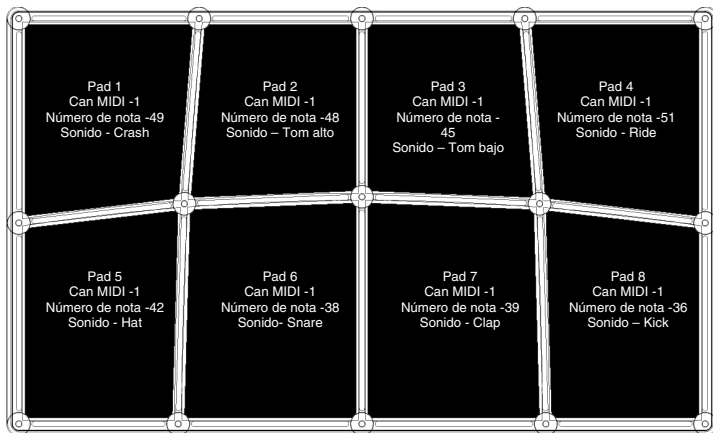 Pad 1
Can MIDI -1
Número de nota -49
Sonido - Crash
Pad 2
Can MIDI -1
Número de nota -48
Sonido – Tom alto
Pad 3
Can MIDI -1
Número de nota -
45
Sonido – Tom bajo
Pad 4
Can MIDI -1
Número de nota -51
Sonido - Ride
Pad 5
Can MIDI -1
Número de nota -42
Sonido - Hat
Pad 6
Can MIDI -1
Número de nota -38
Sonido- Snare
Pad 7
Can MIDI -1
Número de nota -39
Sonido - Clap
Pad 8
Can MIDI -1
Número de nota -36
Sonido – Kick